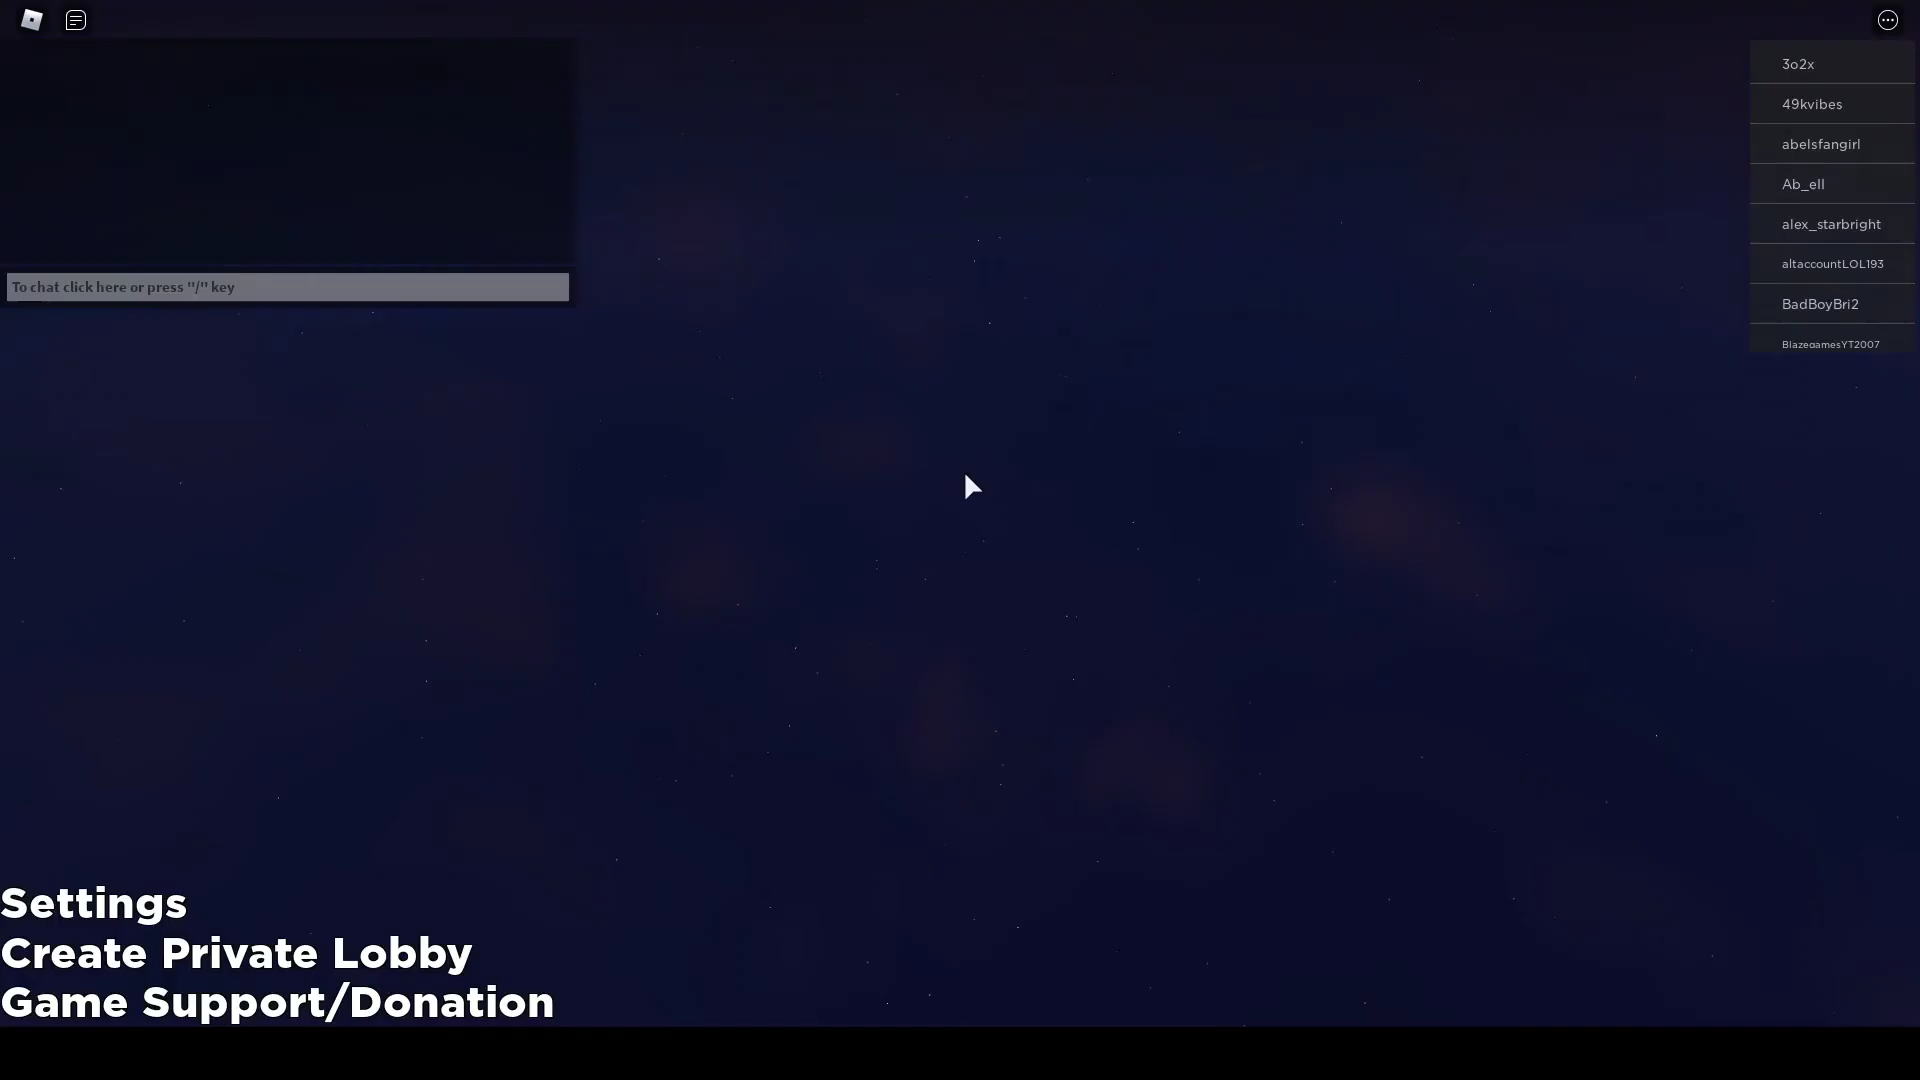 To chat click here or press "/" key
3o2x
49kvibes
abelsfangirl
Ab_ell
alex_starbright
altaccountLOL193
BadBoyBri2
BlazegamesYT2007
Settings
Create Private Lobby
Game Support/Donation